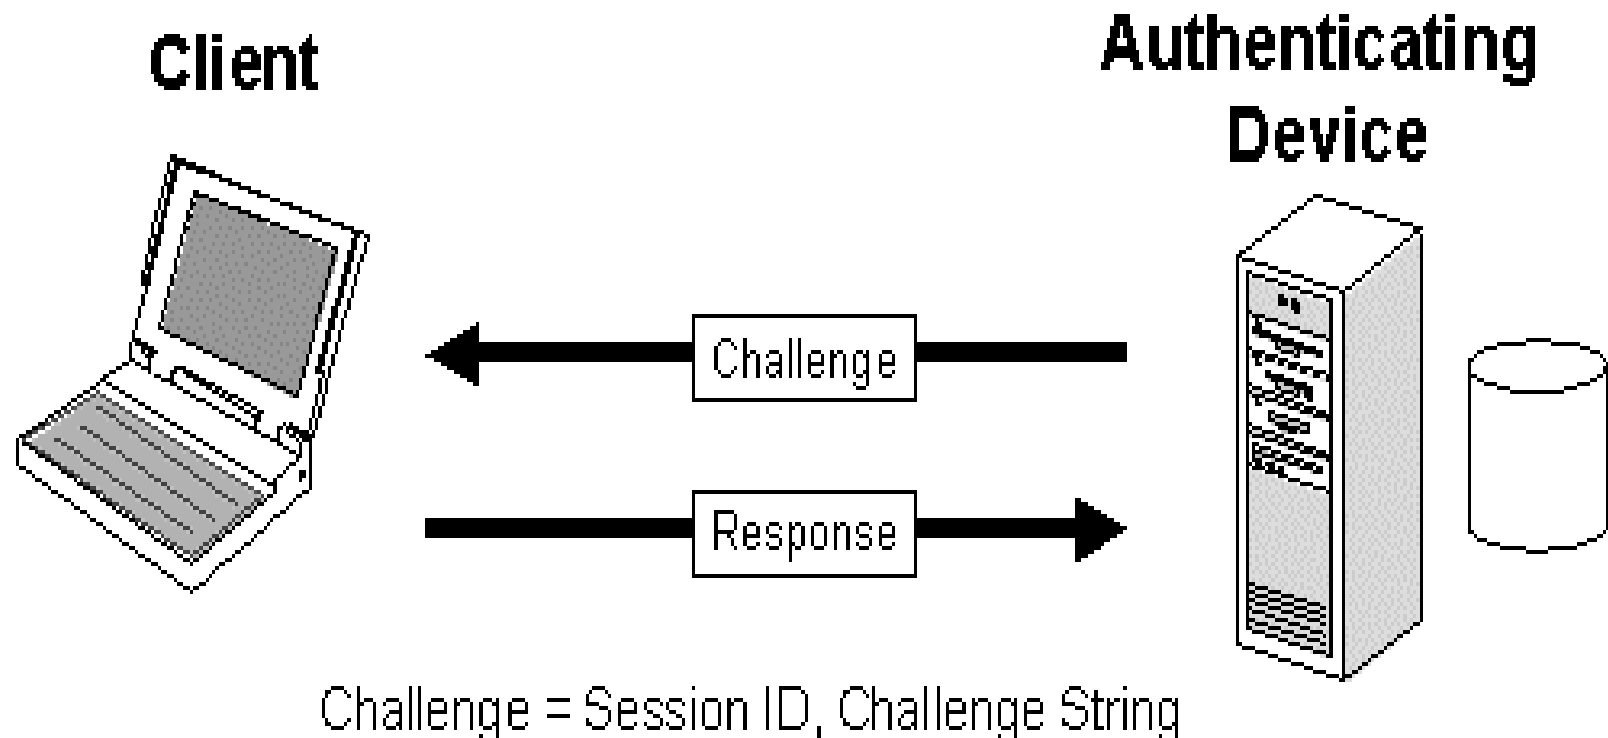 Client
Authenticating
Device
Challenge
Response
Challenge = Session ID, Challenge String